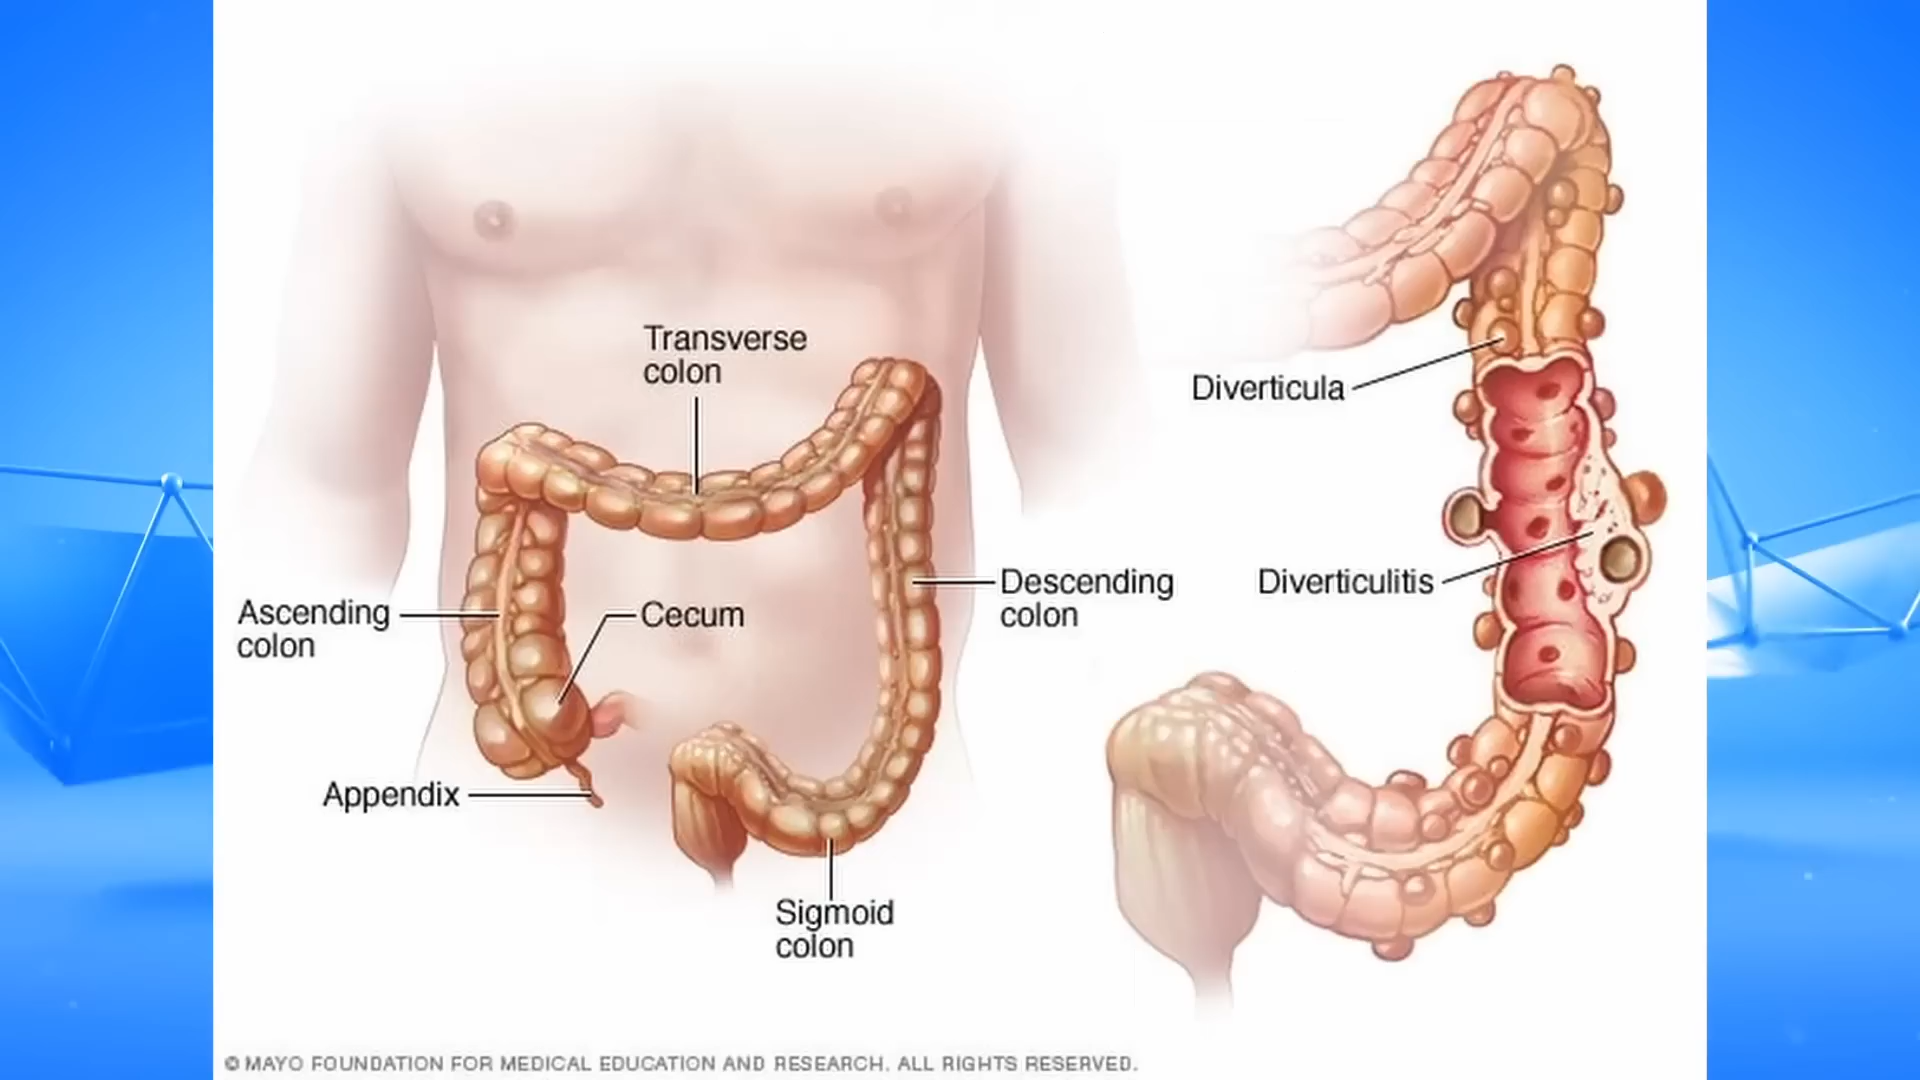 Transverse
colon
Diverticula
Descending
colon
Diverticulitis
Ascending
colon
Cecum
Appendix
Sigmoid
colon
© MAYO FOUNDATION FOR MEDICAL EDUCATION AND RESEARCH. ALL RIGHTS RESERVED.